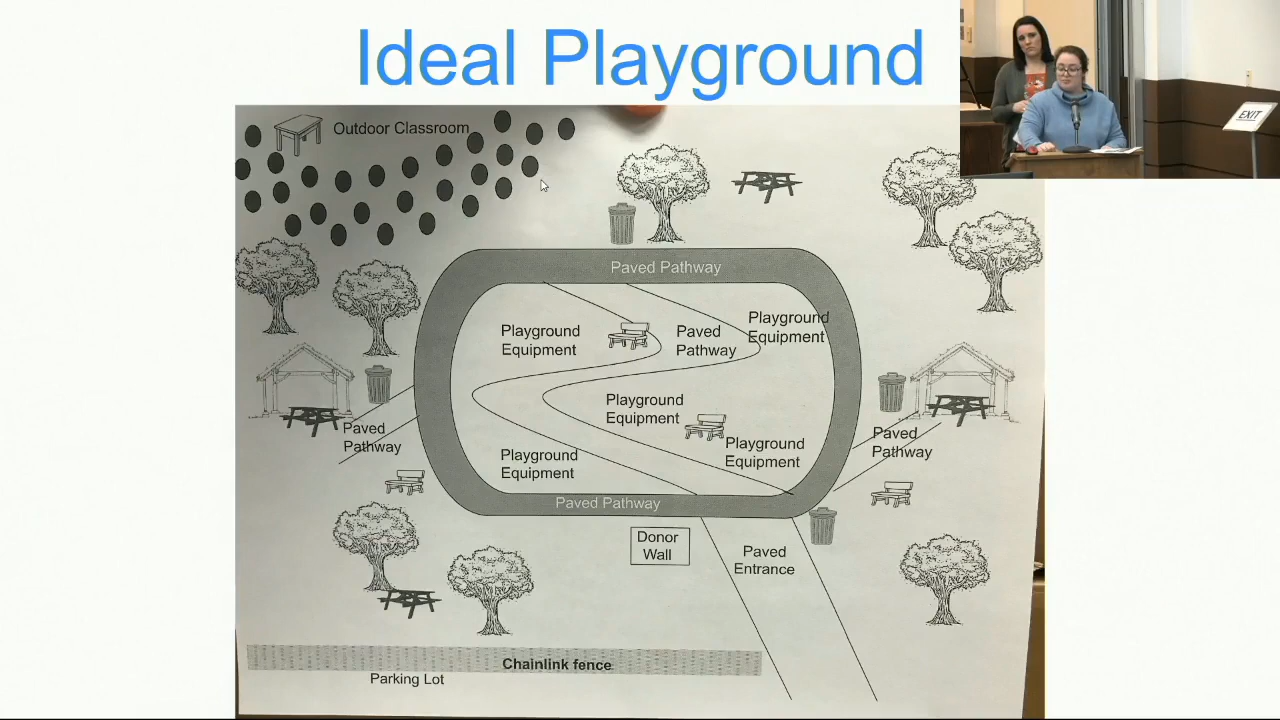 Ideal Playground
EXIT
Outdoor Classroom
Paved Pathway
Playground
Equipment
Paved
Pathway
Playground
Equipment
Playground
Equipment
Paved
Pathway
Paved
Pathway
Playground
Equipment
Playground
Equipment
Paved Pathway
Donor
Wall
Paved
Entrance
Chainlink fence
Parking Lot